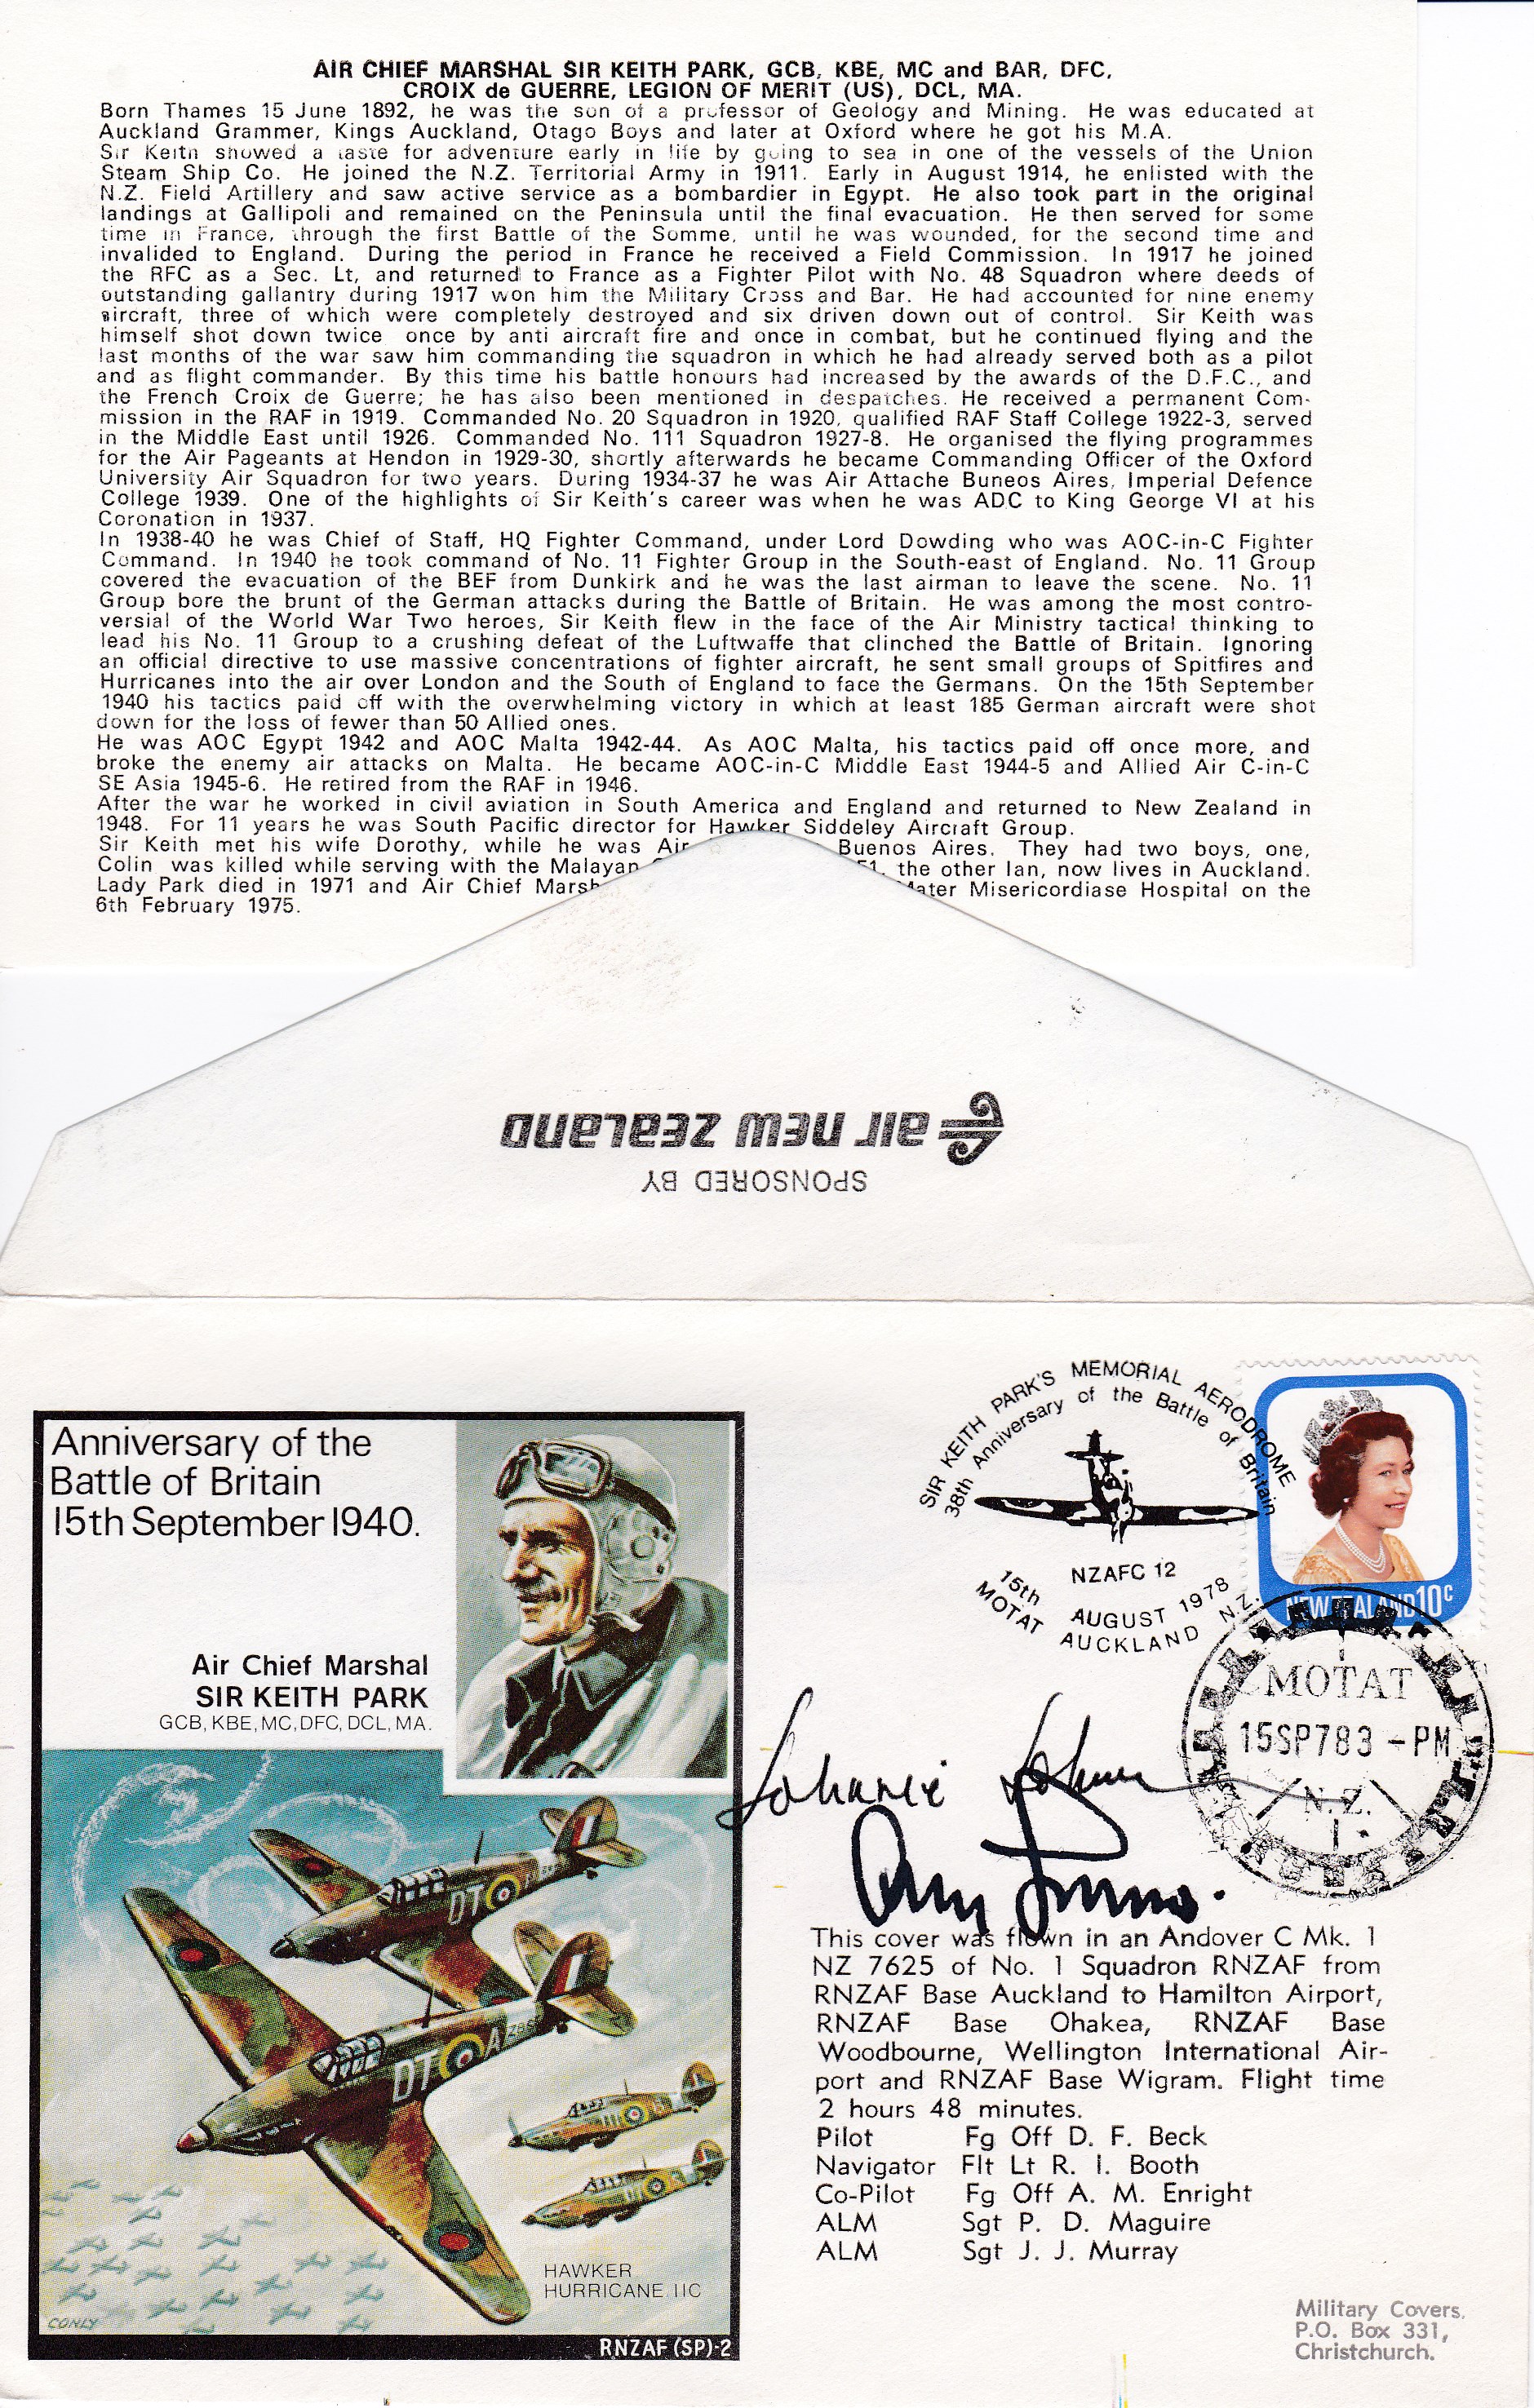 AIR CHIEF MARSHAL SIR KEITH PARK, GCB, KBE, MC and BAR, DFC,
CROIX de GUERRE, LEGION OF MERIT (US), DCL, MA.
Born Thames 15 June 1892, he was the son of a professor of Geology and Mining. He was educated at
Auckland Grammer, Kings Auckland, Otago Boys and later at Oxford where he got his M.A.
Sir Keith showed a taste for adventure early in life by going to sea in one of the vessels of the Union
Steam Ship Co. He joined the N.Z. Territorial Army in 1911. Early in August 1914, he enlisted with the
N.Z. Field Artillery and saw active service as a bombardier in Egypt. He also took part in the original
landings at Gallipoli and remained on the Peninsula until the final evacuation. He then served for some
time in France, through the first Battle of the Somme, until he was wounded, for the second time and
invalided to England. During the period in France he received a Field Commission. In 1917 he joined
the RFC as a Sec. Lt, and returned to France as a Fighter Pilot with No. 48 Squadron where deeds of
outstanding gallantry during 1917 won him the Military Cross and Bar. He had accounted for nine enemy
aircraft, three of which were completely destroyed and six driven down out of control. Sir Keith was
himself shot down twice once by anti aircraft fire and once in combat, but he continued flying and the
last months of the war saw him commanding the squadron in which he had already served both as a pilot
and as flight commander. By this time his battle honours had increased by the awards of the D.F.C., and
the French Croix de Guerre; he has also been mentioned in despatches. He received a permanent Com-
mission in the RAF in 1919. Commanded No. 20 Squadron in 1920, qualified RAF Staff College 1922-3, served
in the Middle East until 1926. Commanded No. 111 Squadron 1927-8. He organised the flying programmes
for the Air Pageants at Hendon in 1929-30, shortly afterwards he became Commanding Officer of the Oxford
University Air Squadron for two years. During 1934-37 he was Air Attache Buneos Aires, Imperial Defence
College 1939. One of the highlights of Sir Keith's career was when he was ADC to King George VI at his
Coronation in 1937.
In 1938-40 he was Chief of Staff, HQ Fighter Command, under Lord Dowding who was AOC-in-C Fighter
Command. In 1940 he took command of No. 11 Fighter Group in the South-east of England. No. 11 Group
covered the evacuation of the BEF from Dunkirk and he was the last airman to leave the scene. No. 11
Group bore the brunt of the German attacks during the Battle of Britain. He was among the most contro-
versial of the World War Two heroes, Sir Keith flew in the face of the Air Ministry tactical thinking to
lead his No. 11 Group to a crushing defeat of the Luftwaffe that clinched the Battle of Britain. Ignoring
an official directive to use massive concentrations of fighter aircraft, he sent small groups of Spitfires and
Hurricanes into the air over London and the South of England to face the Germans. On the 15th September
1940 his tactics paid off with the overwhelming victory in which at least 185 German aircraft were shot
down for the loss of fewer than 50 Allied ones.
He was AOC Egypt 1942 and AOC Malta 1942-44. As AOC Malta, his tactics paid off once more, and
broke the enemy air attacks on Malta. He became AOC-in-C Middle East 1944-5 and Allied Air C-in-C
SE Asia 1945-6. He retired from the RAF in 1946.
After the war he worked in civil aviation in South America and England and returned to New Zealand in
1948. For 11 years he was South Pacific director for Hawker Siddeley Aircraft Group.
Sir Keith met his wife Dorothy, while he was Air Buenos Aires. They had two boys, one,
Colin was killed while serving with the Malayan the other Ian, now lives in Auckland.
Lady Park died in 1971 and Air Chief Mater Misericordiase Hospital on the
6th February 1975.
SPONSORED BY
air new zealand
Anniversary of the
Battle of Britain
15th September 1940.
Air Chief Marshal
SIR KEITH PARK
GCB, KBE, MC, DFC, DCL, MA.
DT A
DT
HAWKER
HURRICANE IIC
CONLY
RNZAF (SP)-2
SIR KEITH PARK'S MEMORIAL AERODROME
38th Anniversary of the Battle of Britain
NZAFC 12
15th AUGUST 1978
MOTAT AUCKLAND N.Z.
NEW ZEALAND 10c
MOTAT
15SP783-PM
N.Z.
This cover was flown in an Andover C Mk. 1
NZ 7625 of No. 1 Squadron RNZAF from
RNZAF Base Auckland to Hamilton Airport,
RNZAF Base Ohakea, RNZAF Base
Woodbourne, Wellington International Air-
port and RNZAF Base Wigram. Flight time
2 hours 48 minutes.
Pilot Fg Off D. F. Beck
Navigator Flt Lt R. I. Booth
Co-Pilot Fg Off A. M. Enright
ALM Sgt P. D. Maguire
ALM Sgt J. J. Murray
Military Covers,
P.O. Box 331,
Christchurch.